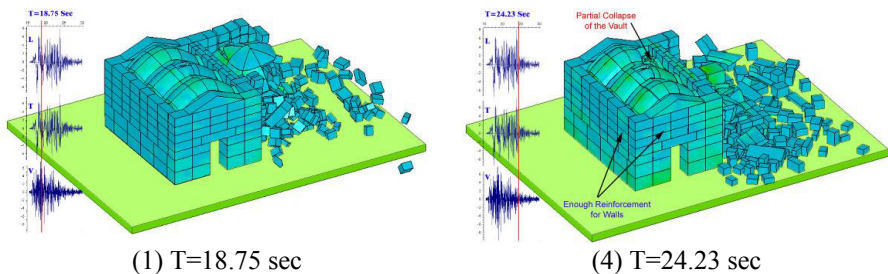 T=18.75 Sec
L
T
V
(1) T=18.75 sec
T=24.23 Sec
L
T
V
Partial Collapse
of the Vault
Enough Reinforcement
for Walls
(4) T=24.23 sec